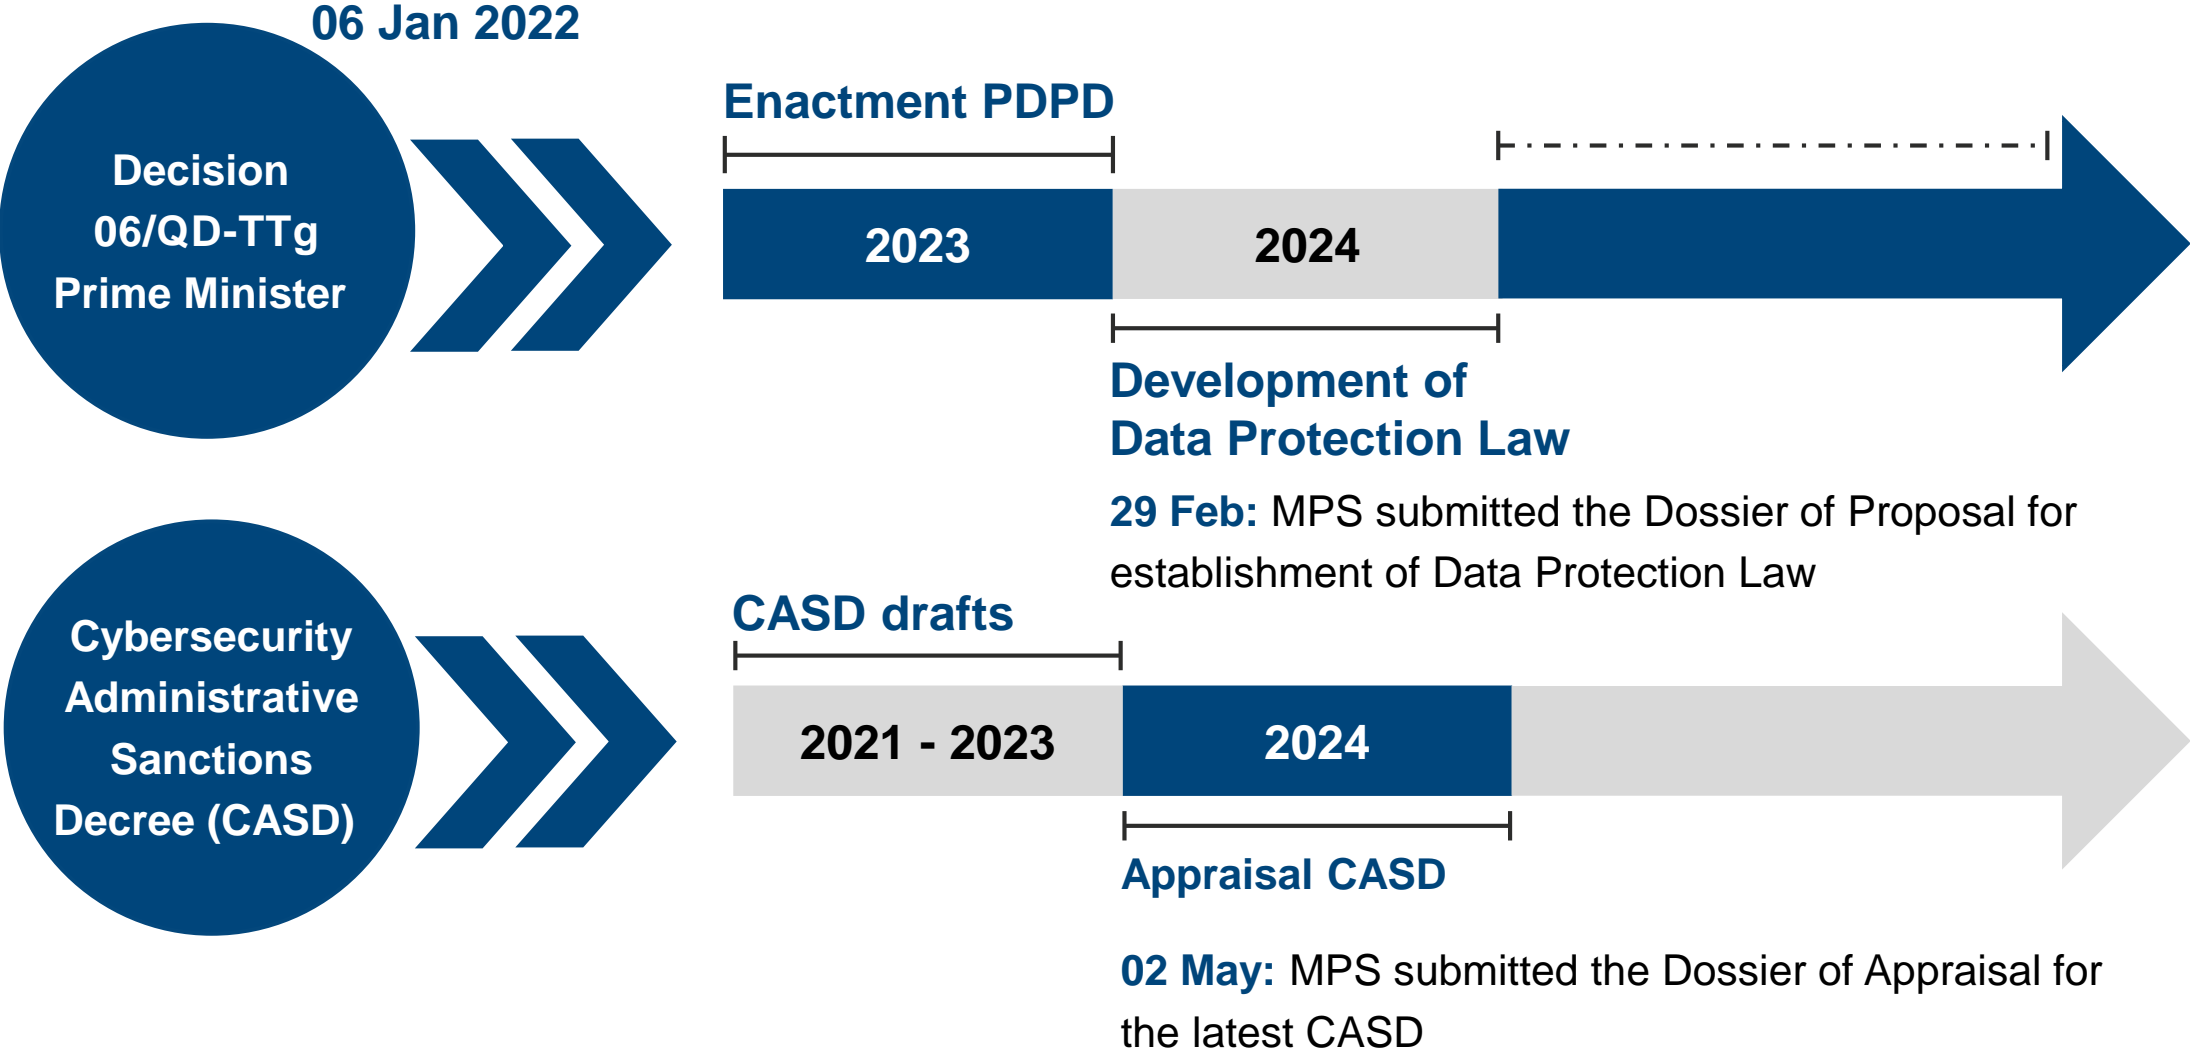 06 Jan 2022
Decision
06/QD-TTg
Prime Minister
Enactment PDPD
2023
2024
Development of
Data Protection Law
29 Feb: MPS submitted the Dossier of Proposal for
establishment of Data Protection Law
Cybersecurity
Administrative
Sanctions
Decree (CASD)
CASD drafts
2021 - 2023
2024
Appraisal CASD
02 May: MPS submitted the Dossier of Appraisal for
the latest CASD